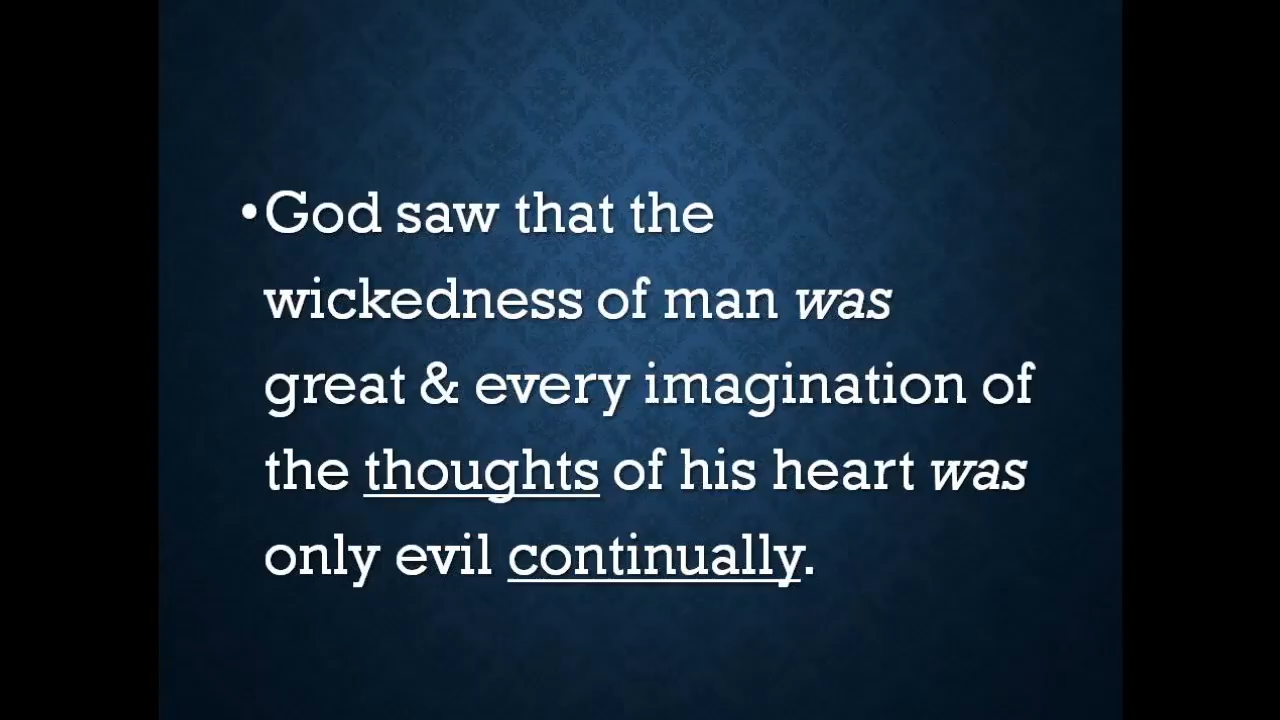 •God saw that the
wickedness of man was
great & every imagination of
the thoughts of his heart was
only evil continually.